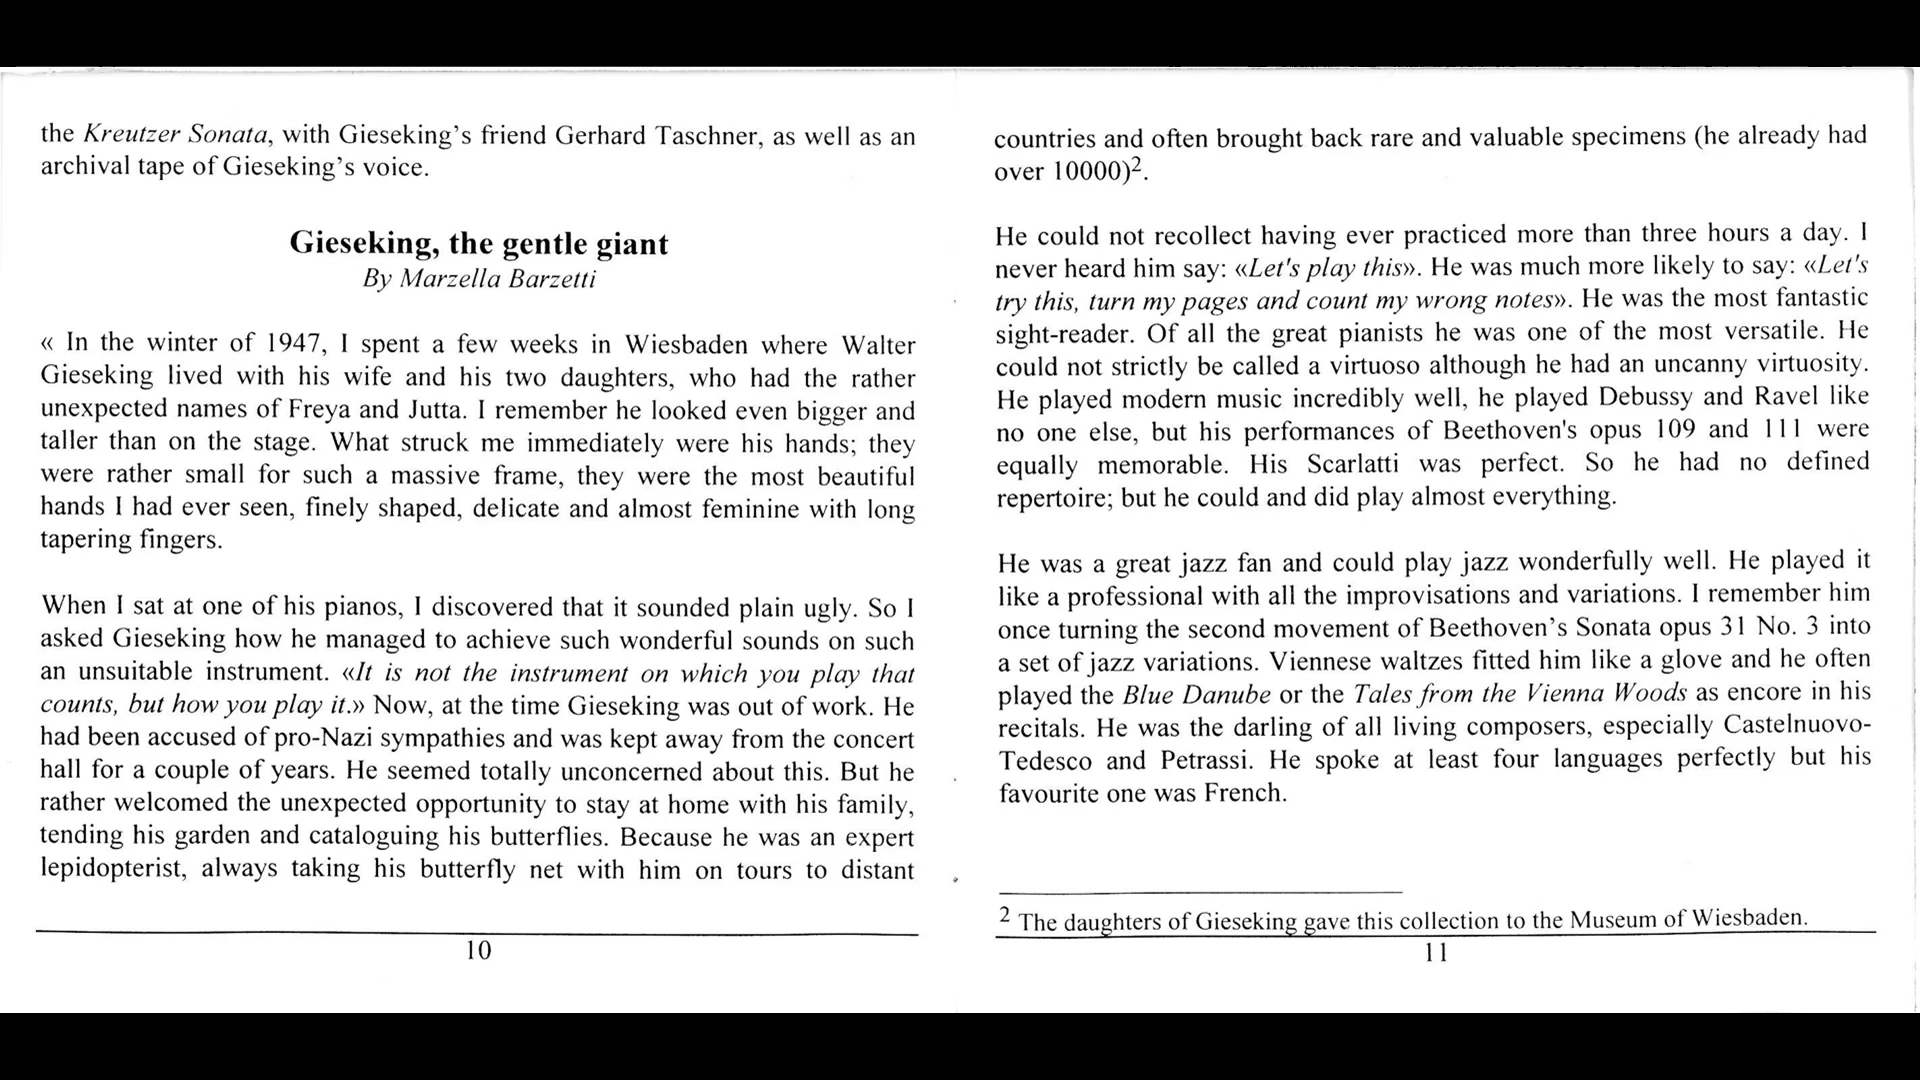 the Kreutzer Sonata, with Gieseking's friend Gerhard Taschner, as well as an
archival tape of Gieseking's voice.
Gieseking, the gentle giant
By Marzella Barzetti
« In the winter of 1947, I spent a few weeks in Wiesbaden where Walter
Gieseking lived with his wife and his two daughters, who had the rather
unexpected names of Freya and Jutta. I remember he looked even bigger and
taller than on the stage. What struck me immediately were his hands; they
were rather small for such a massive frame, they were the most beautiful
hands I had ever seen, finely shaped, delicate and almost feminine with long
tapering fingers.
When I sat at one of his pianos, I discovered that it sounded plain ugly. So I
asked Gieseking how he managed to achieve such wonderful sounds on such
an unsuitable instrument. «It is not the instrument on which you play that
counts, but how you play it.» Now, at the time Gieseking was out of work. He
had been accused of pro-Nazi sympathies and was kept away from the concert
hall for a couple of years. He seemed totally unconcerned about this. But he
rather welcomed the unexpected opportunity to stay at home with his family,
tending his garden and cataloguing his butterflies. Because he was an expert
lepidopterist, always taking his butterfly net with him on tours to distant
10
countries and often brought back rare and valuable specimens (he already had
over 10000)2.
He could not recollect having ever practiced more than three hours a day. I
never heard him say: «Let's play this». He was much more likely to say: «Let's
try this, turn my pages and count my wrong notes». He was the most fantastic
sight-reader. Of all the great pianists he was one of the most versatile. He
could not strictly be called a virtuoso although he had an uncanny virtuosity.
He played modern music incredibly well, he played Debussy and Ravel like
no one else, but his performances of Beethoven's opus 109 and 111 were
equally memorable. His Scarlatti was perfect. So he had no defined
repertoire; but he could and did play almost everything.
He was a great jazz fan and could play jazz wonderfully well. He played it
like a professional with all the improvisations and variations. I remember him
once turning the second movement of Beethoven's Sonata opus 31 No. 3 into
a set of jazz variations. Viennese waltzes fitted him like a glove and he often
played the Blue Danube or the Tales from the Vienna Woods as encore in his
recitals. He was the darling of all living composers, especially Castelnuovo-
Tedesco and Petrassi. He spoke at least four languages perfectly but his
favourite one was French.
2 The daughters of Gieseking gave this collection to the Museum of Wiesbaden.
11